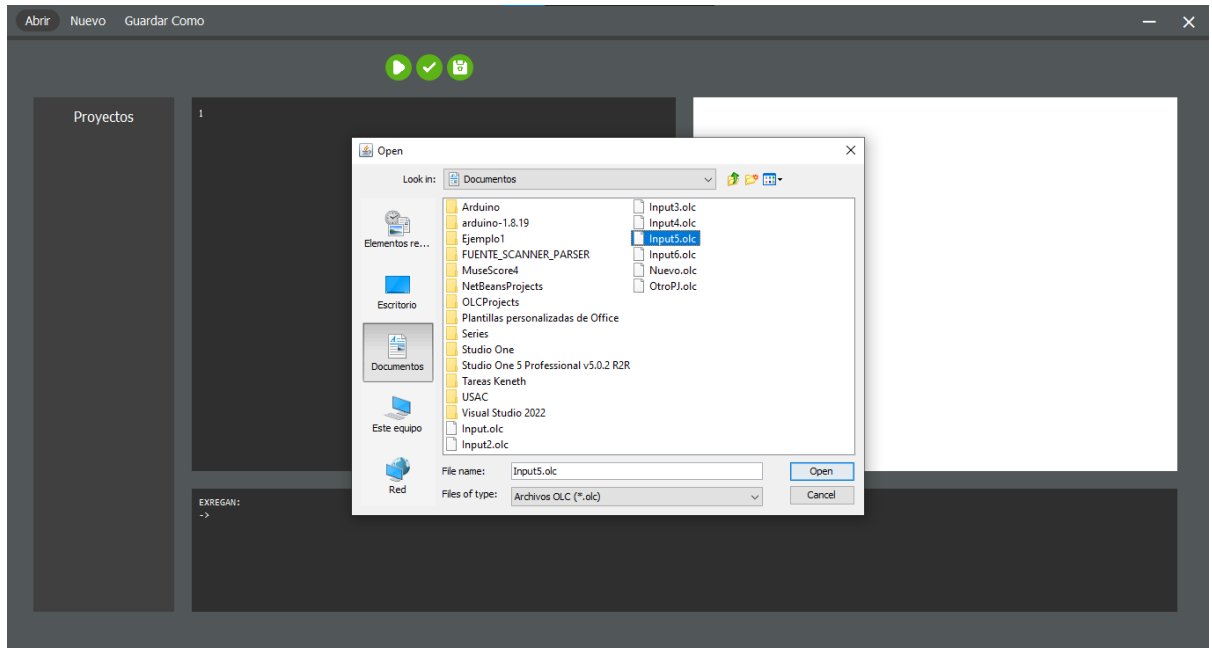 Abrir Nuevo Guardar Como
Proyectos
1
Open
Look in: Documentos
Elementos re...
Escritorio
Documentos
Este equipo
Red
Arduino
arduino-1.8.19
Ejemplo1
FUENTE_SCANNER_PARSER
MuseScore4
NetBeansProjects
OLCProjects
Plantillas personalizadas de Office
Series
Studio One
Studio One 5 Professional v5.0.2 R2R
Tareas Keneth
USAC
Visual Studio 2022
Input.olc
Input2.olc
Input3.olc
Input4.olc
Input5.olc
Input6.olc
Nuevo.olc
OtroPJ.olc
File name: Input5.olc Open
Files of type: Archivos OLC (*.olc) Cancel
EXREGAN:
->